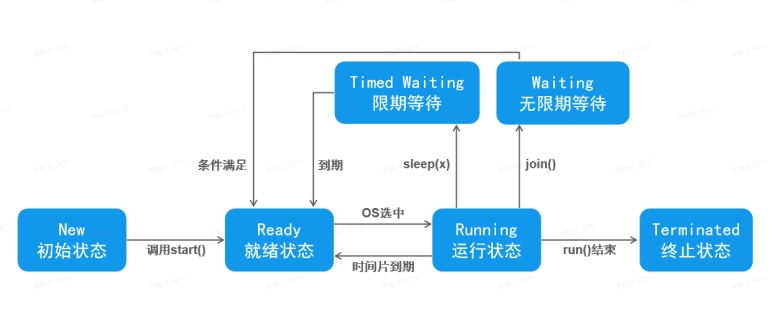 Timed Waiting
限期等待
Waiting
无限期等待
条件满足
到期
sleep(x)
join()
New
初始状态
调用start()
Ready
就绪状态
OS选中
时间片到期
Running
运行状态
run()结束
Terminated
终止状态